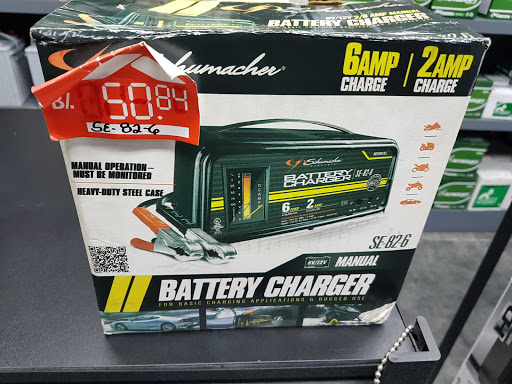 BATTERY CHARGER
Schumacher®
6AMP CHARGE
2AMP CHARGE
B/. 50.84
SE-82-6
MANUAL OPERATION—
MUST BE MONITORED
HEAVY-DUTY STEEL CASE
Schumacher
BATTERY
CHARGER
SE-82-6
6 2
SE-82-6
6V/12V MANUAL
BATTERY CHARGER
FOR BASIC CHARGING APPLICATIONS & RUGGED USE